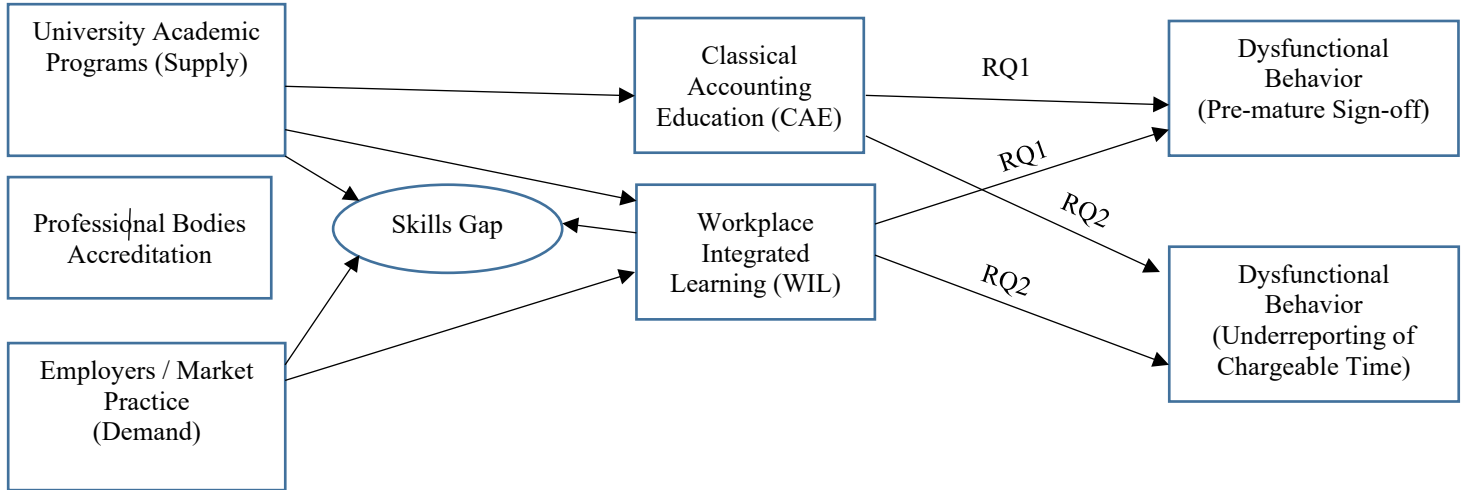 University Academic
Programs (Supply)
Professional Bodies
Accreditation
Employers / Market
Practice
(Demand)
Skills Gap
Classical
Accounting
Education (CAE)
Workplace
Integrated
Learning (WIL)
RQ1
RQ1
RQ2
RQ2
Dysfunctional
Behavior
(Pre-mature Sign-off)
Dysfunctional
Behavior
(Underreporting of
Chargeable Time)